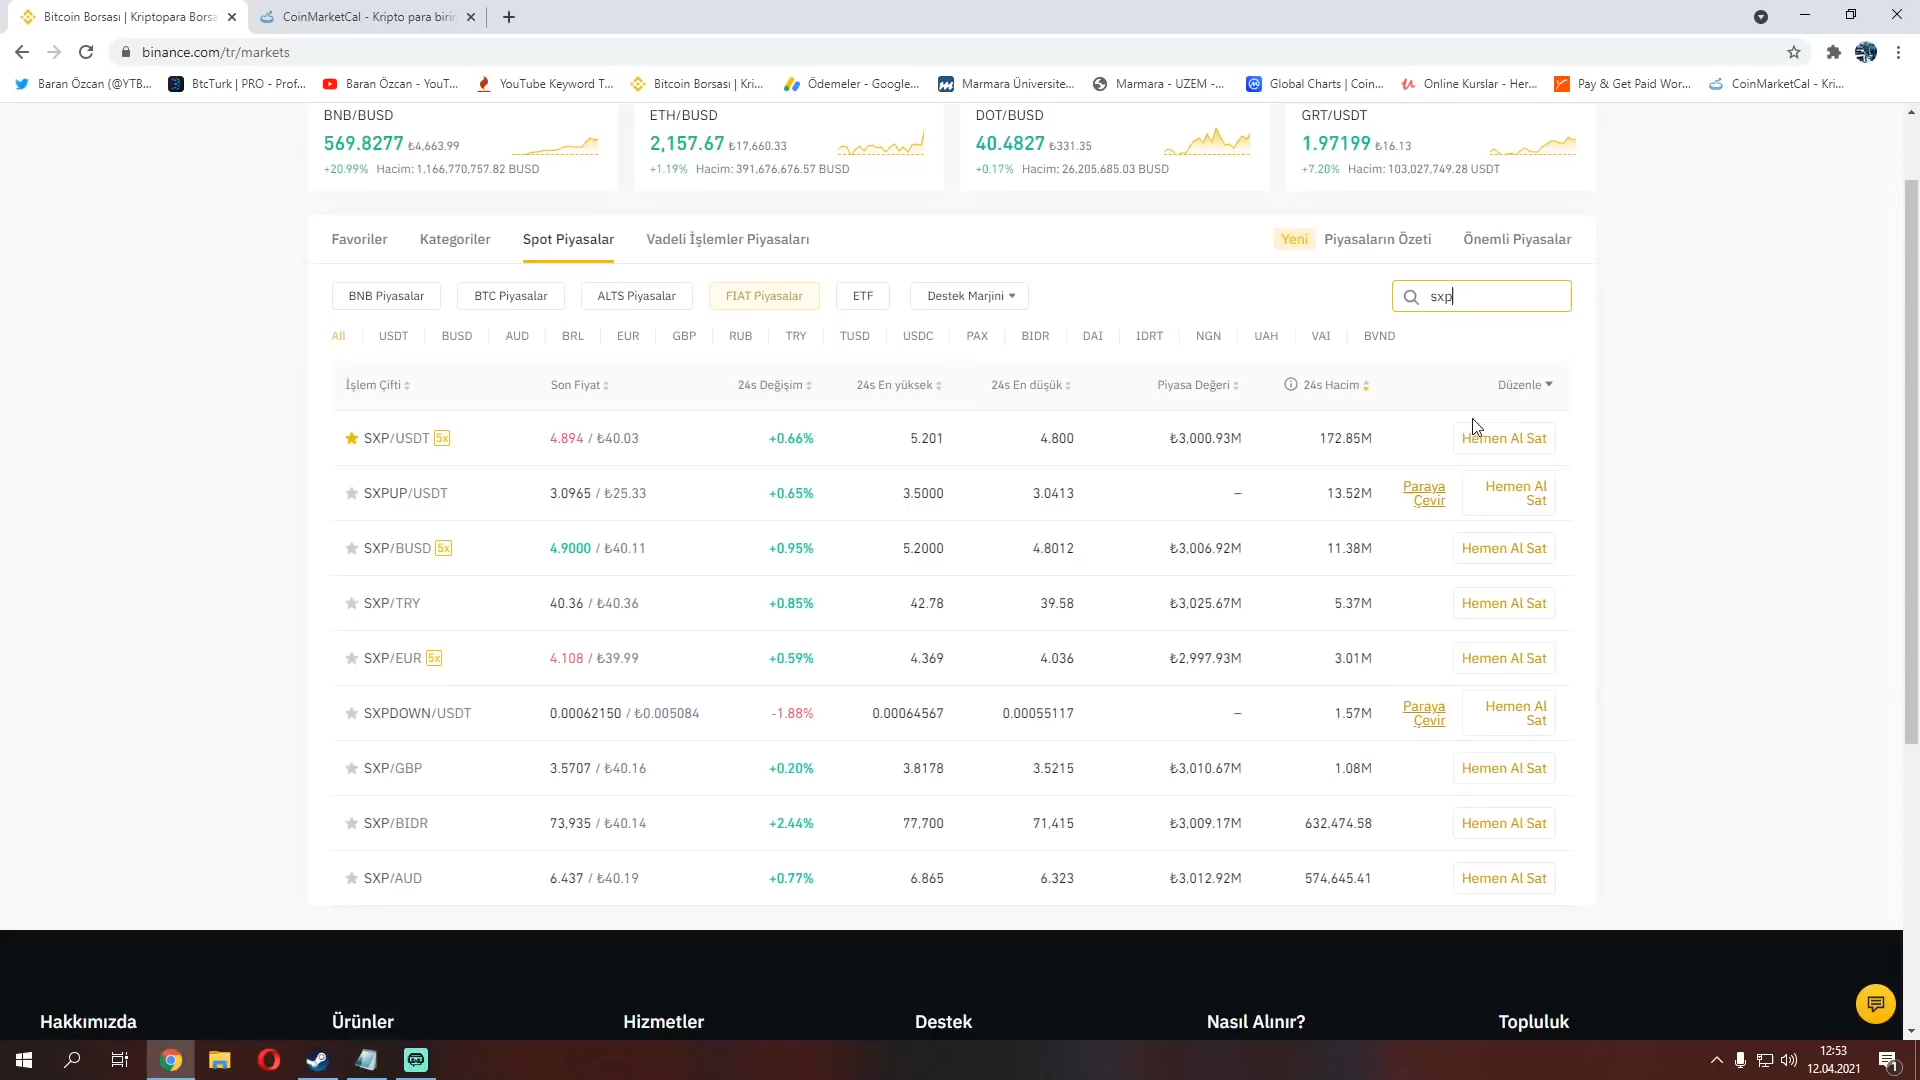 Bitcoin Borsası | Kriptopara Borsa
CoinMarketCal - Kripto para birin
binance.com/tr/markets
Baran Özcan (@YTB...
BtcTurk | PRO - Prof...
Baran Özcan - YouT...
YouTube Keyword T...
Bitcoin Borsası | Kri...
Ödemeler - Google...
Marmara Üniversite...
Marmara - UZEM -...
Global Charts | Coin...
Online Kurslar - Her...
Pay & Get Paid Wor...
CoinMarketCal - Kri...
BNB/BUSD
569.8277 ₺4,663.99
+20.99% Hacim: 1,166,770,757.82 BUSD
ETH/BUSD
2,157.67 ₺17,660.33
+1.19% Hacim: 391,676,676.57 BUSD
DOT/BUSD
40.4827 ₺331.35
+0.17% Hacim: 26,205,685.03 BUSD
GRT/USDT
1.97199 ₺16.13
+7.20% Hacim: 103,027,749.28 USDT
Favoriler Kategoriler Spot Piyasalar Vadeli İşlemler Piyasaları Yeni Piyasaların Özeti Önemli Piyasalar
BNB Piyasalar BTC Piyasalar ALTS Piyasalar FIAT Piyasalar ETF Destek Marjini sxp
All USDT BUSD AUD BRL EUR GBP RUB TRY TUSD USDC PAX BIDR DAI IDRT NGN UAH VAI BVND
İşlem Çifti Son Fiyat 24s Değişim 24s En yüksek 24s En düşük Piyasa Değeri 24s Hacim Düzenle
SXP/USDT 5x 4.894 / ₺40.03 +0.66% 5.201 4.800 ₺3,000.93M 172.85M Hemen Al Sat
SXPUP/USDT 3.0965 / ₺25.33 +0.65% 3.5000 3.0413 – 13.52M Paraya Çevir Hemen Al Sat
SXP/BUSD 5x 4.9000 / ₺40.11 +0.95% 5.2000 4.8012 ₺3,006.92M 11.38M Hemen Al Sat
SXP/TRY 40.36 / ₺40.36 +0.85% 42.78 39.58 ₺3,025.67M 5.37M Hemen Al Sat
SXP/EUR 5x 4.108 / ₺39.99 +0.59% 4.369 4.036 ₺2,997.93M 3.01M Hemen Al Sat
SXPDOWN/USDT 0.00062150 / ₺0.005084 -1.88% 0.00064567 0.00055117 – 1.57M Paraya Çevir Hemen Al Sat
SXP/GBP 3.5707 / ₺40.16 +0.20% 3.8178 3.5215 ₺3,010.67M 1.08M Hemen Al Sat
SXP/BIDR 73,935 / ₺40.14 +2.44% 77,700 71,415 ₺3,009.17M 632,474.58 Hemen Al Sat
SXP/AUD 6.437 / ₺40.19 +0.77% 6.865 6.323 ₺3,012.92M 574,645.41 Hemen Al Sat
Hakkımızda Ürünler Hizmetler Destek Nasıl Alınır? Topluluk
12:53
12.04.2021
1